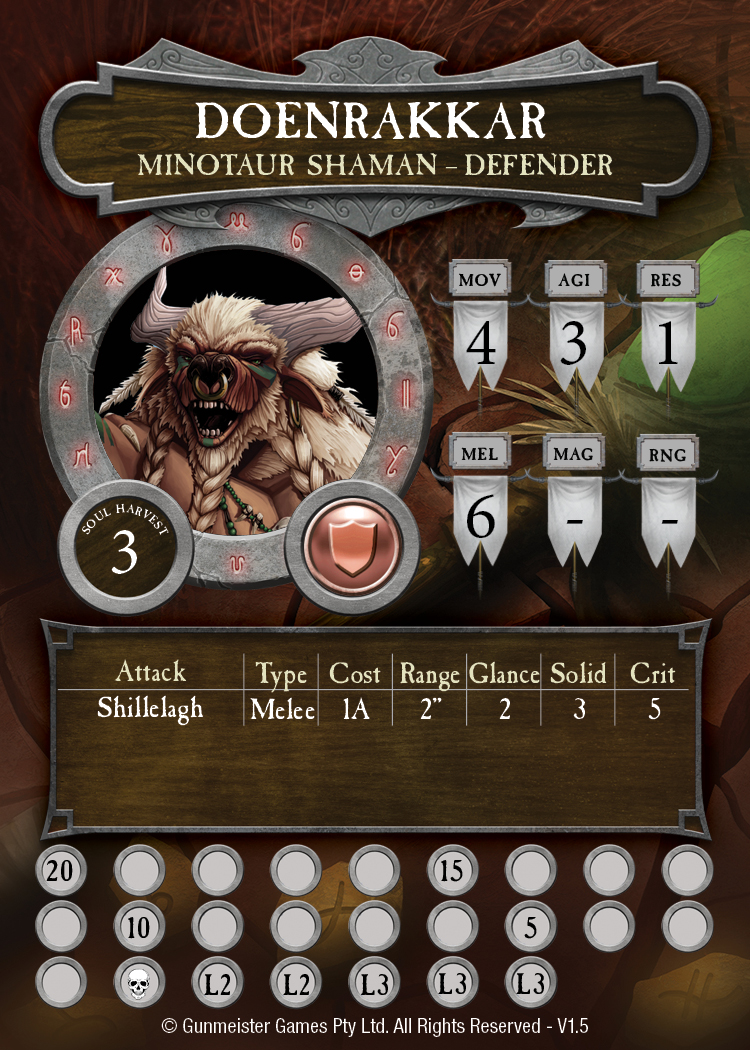 DOENRAKKAR
MINOTAUR SHAMAN – DEFENDER
MOV AGI RES
4 3 1
MEL MAG RNG
6 - -
SOUL HARVEST
3
Attack Type Cost Range Glance Solid Crit
Shillelagh Melee 1A 2” 2 3 5
20 15
10 5
L2 L2 L3 L3 L3
© Gunmeister Games Pty Ltd. All Rights Reserved - V1.5